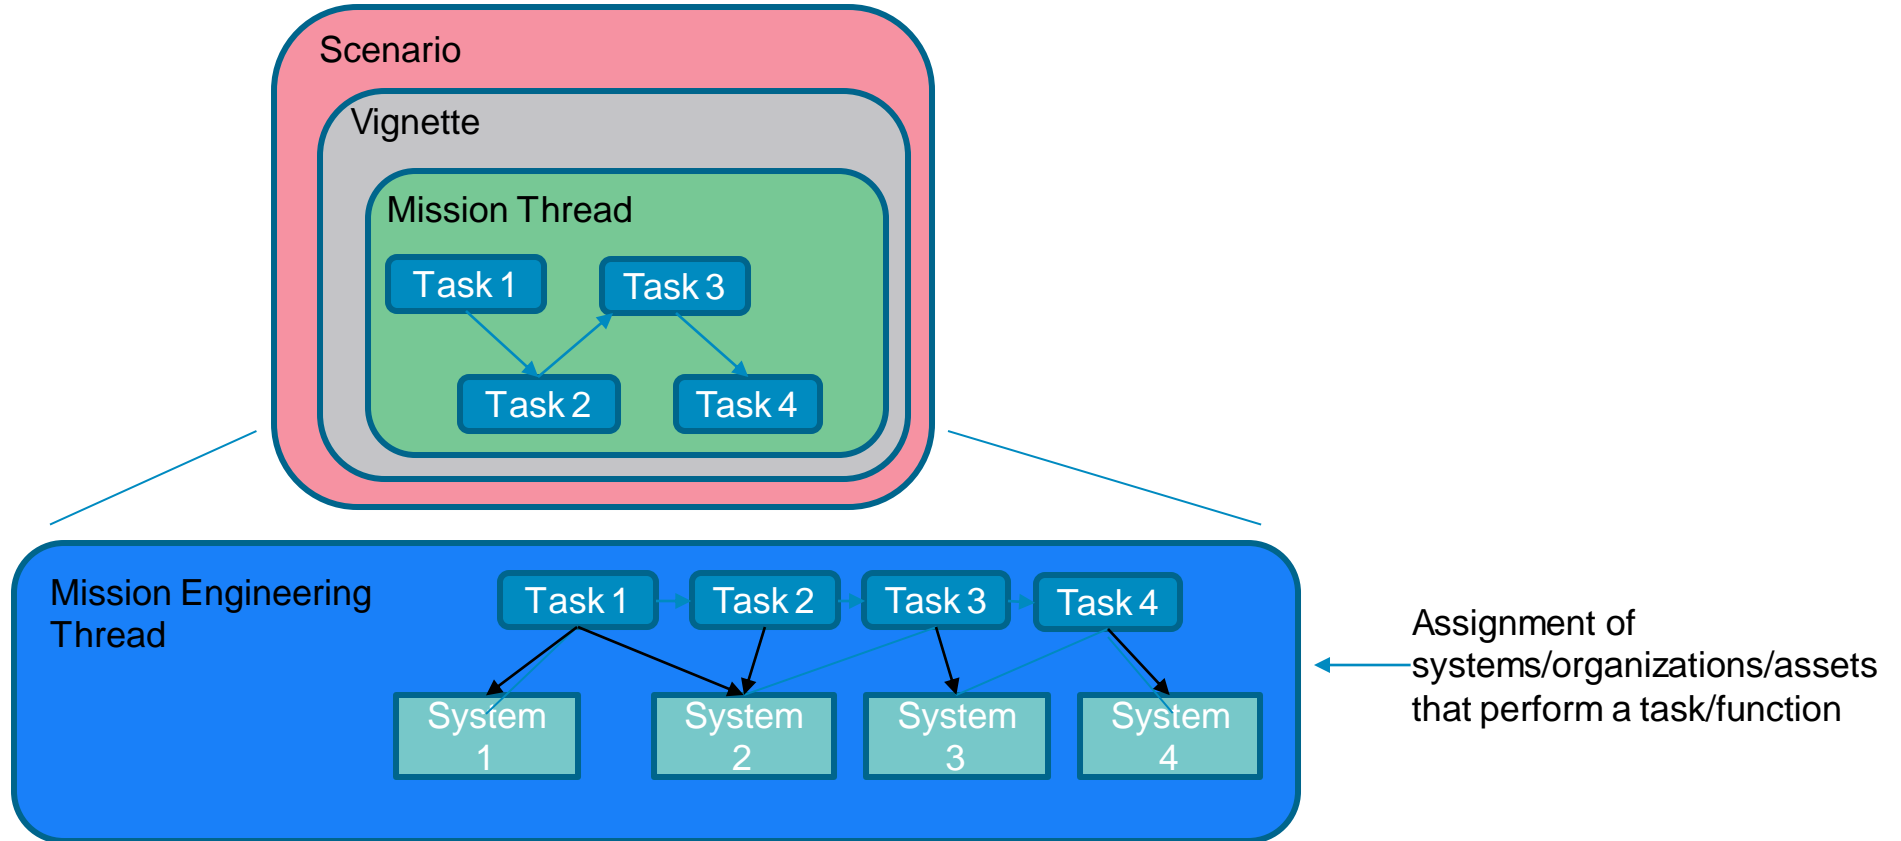 Scenario
Vignette
Mission Thread
Task 1
Task 3
Task 2
Task 4
Mission Engineering
Thread
Task 1
Task 2
Task 3
Task 4
System
1
System
2
System
3
System
4
Assignment of
systems/organizations/assets
that perform a task/function